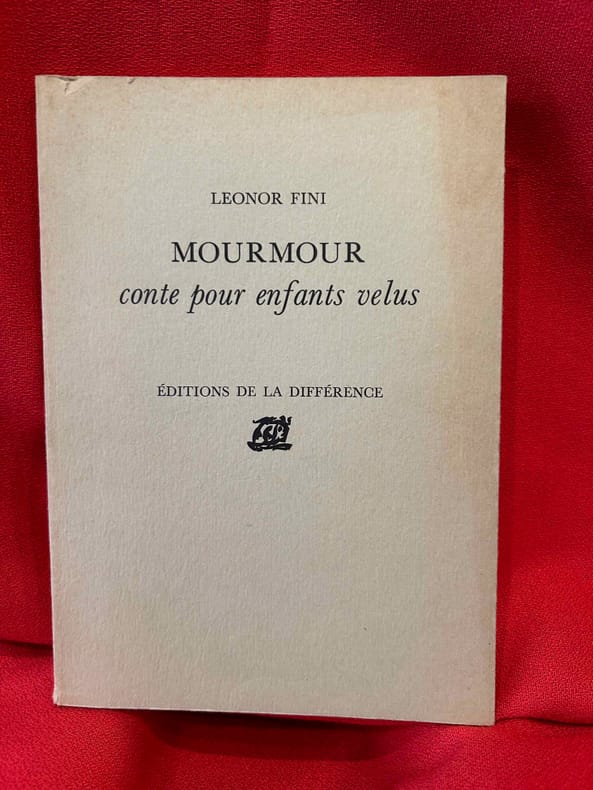 LEONOR FINI
MOURMOUR
conte pour enfants velus
ÉDITIONS DE LA DIFFÉRENCE